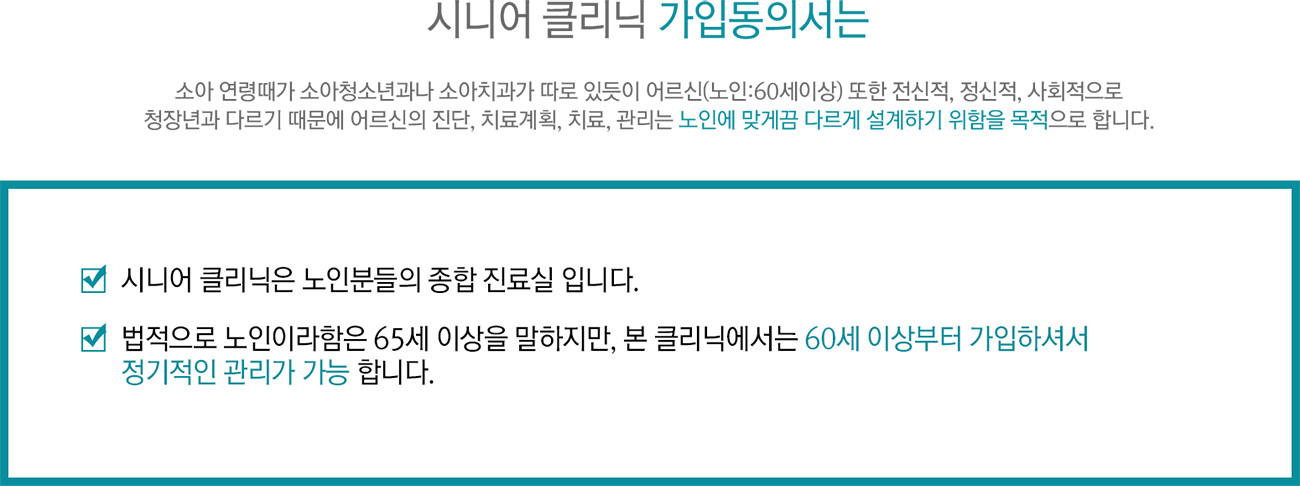 시니어 클리닉 가입동의서는
소아 연령때가 소아청소년과나 소아치과가 따로 있듯이 어르신(노인:60세이상) 또한 전신적, 정신적, 사회적으로
청장년과 다르기 때문에 어르신의 진단, 치료계획, 치료, 관리는 노인에 맞게끔 다르게 설계하기 위함을 목적으로 합니다.
시니어 클리닉은 노인분들의 종합 진료실 입니다.
법적으로 노인이라함은 65세 이상을 말하지만, 본 클리닉에서는 60세 이상부터 가입하셔서
정기적인 관리가 가능 합니다.